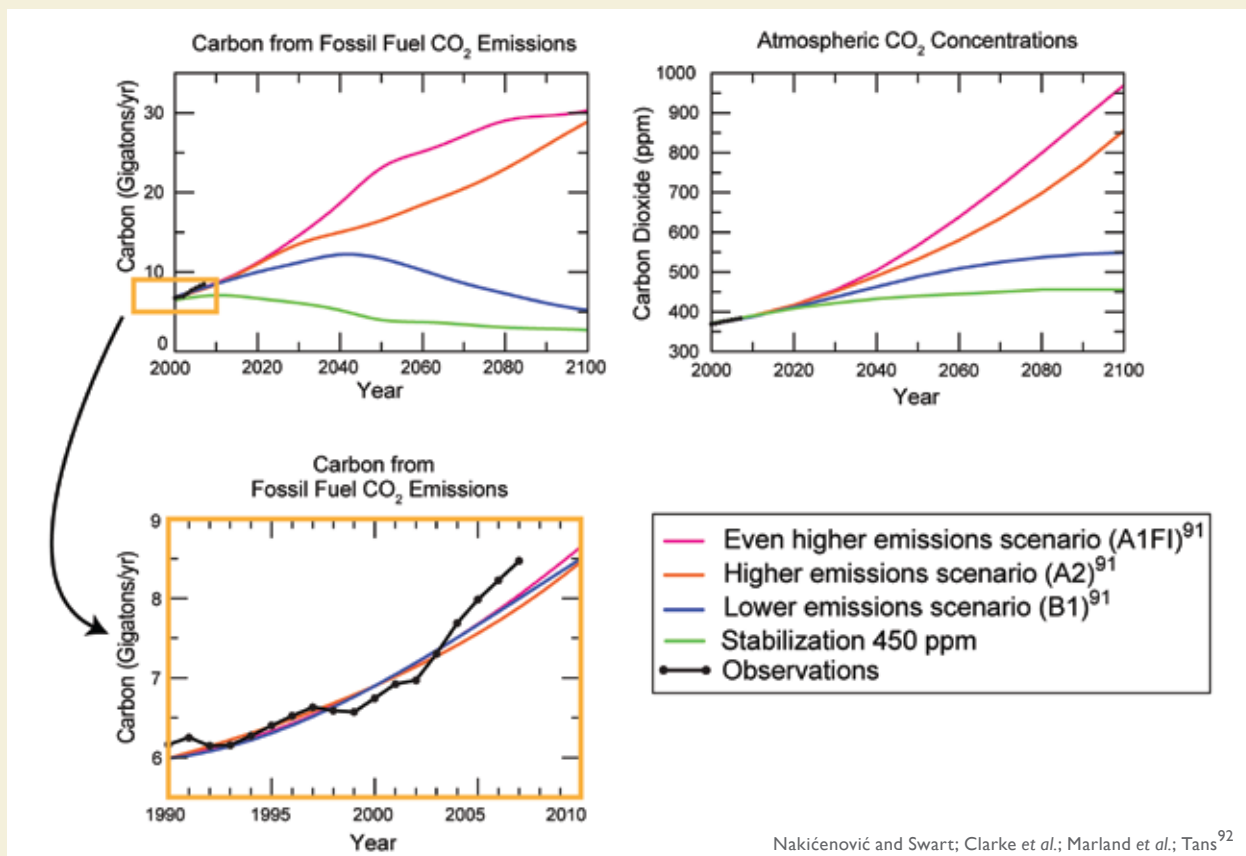 Carbon from Fossil Fuel CO₂ Emissions
Carbon (Gigatons/yr)
30
20
10
0
2000 2020 2040 2060 2080 2100
Year
Atmospheric CO₂ Concentrations
Carbon Dioxide (ppm)
1000
900
800
700
600
500
400
300
2000 2020 2040 2060 2080 2100
Year
Carbon from
Fossil Fuel CO₂ Emissions
Carbon (Gigatons/yr)
9
8
7
6
1990 1995 2000 2005 2010
Year
Even higher emissions scenario (A1FI)⁹¹
Higher emissions scenario (A2)⁹¹
Lower emissions scenario (B1)⁹¹
Stabilization 450 ppm
Observations
Nakićenović and Swart; Clarke et al.; Marland et al.; Tans⁹²